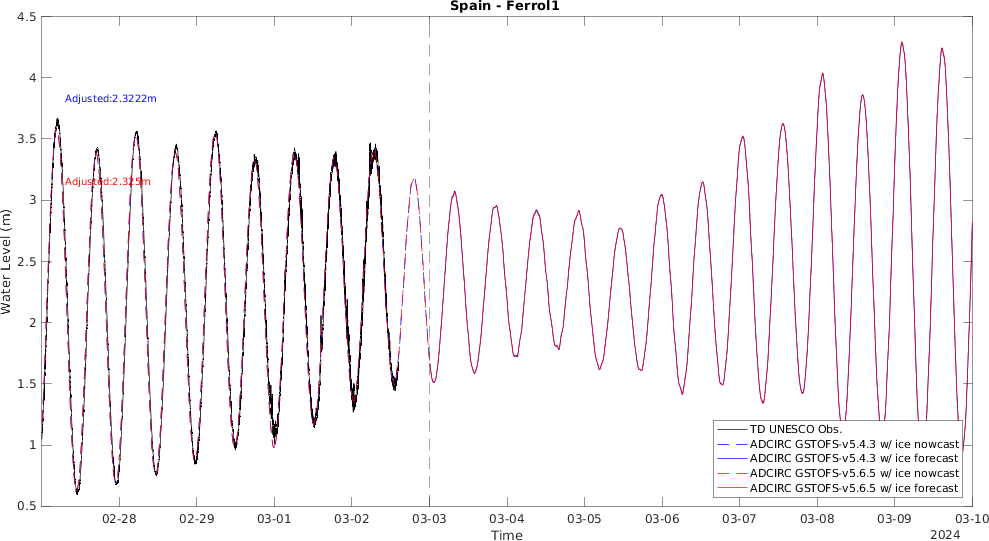 Spain - Ferrol1
4.5
4
3.5
3
2.5
2
1.5
1
0.5
Water Level (m)
Adjusted:2.3222m
Adjusted:2.325m
TD UNESCO Obs.
ADCIRC GSTOFS-v5.4.3 w/ ice nowcast
ADCIRC GSTOFS-v5.4.3 w/ ice forecast
ADCIRC GSTOFS-v5.6.5 w/ ice nowcast
ADCIRC GSTOFS-v5.6.5 w/ ice forecast
02-28 02-29 03-01 03-02 03-03 03-04 03-05 03-06 03-07 03-08 03-09 03-10
Time
2024